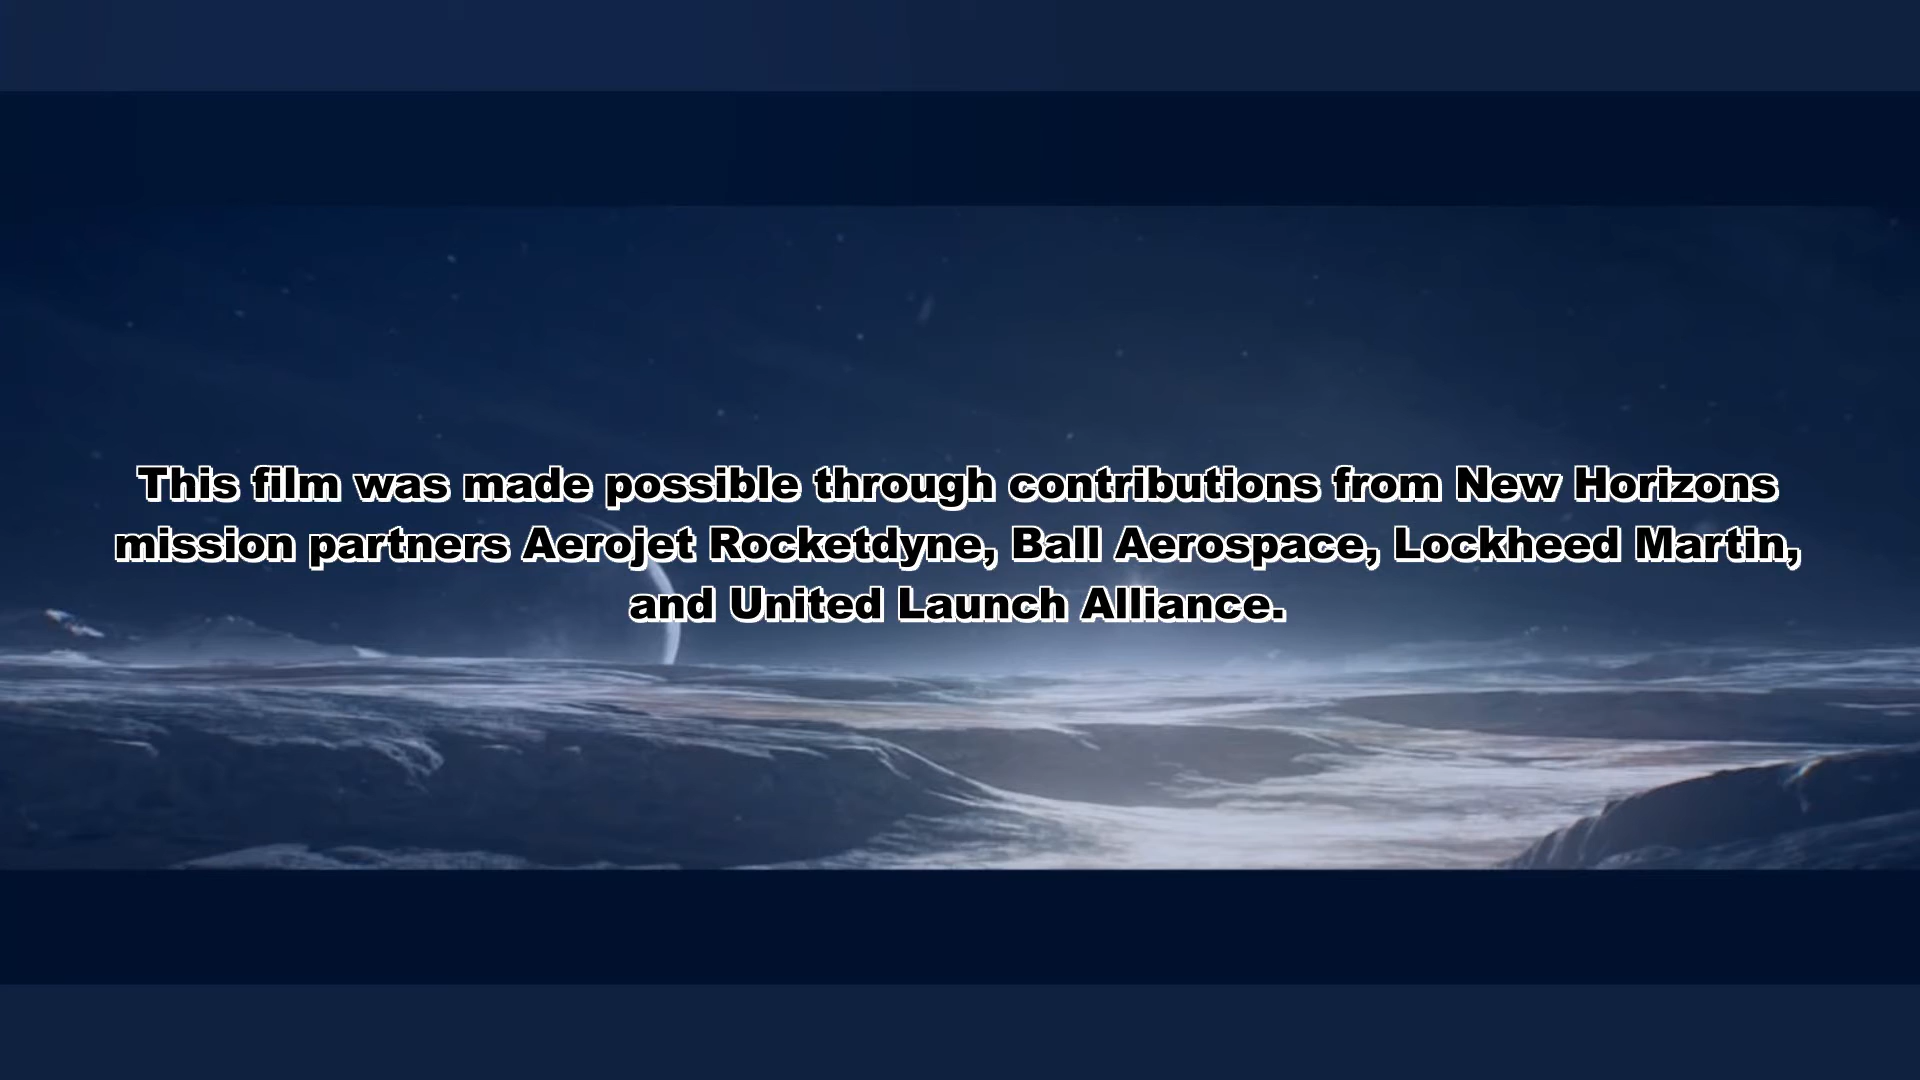 This film was made possible through contributions from New Horizons
mission partners Aerojet Rocketdyne, Ball Aerospace, Lockheed Martin,
and United Launch Alliance.